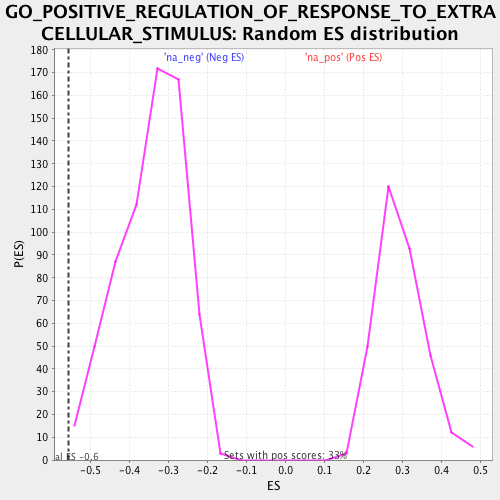 GO_POSITIVE_REGULATION_OF_RESPONSE_TO_EXTRA
CELLULAR_STIMULUS: Random ES distribution
'na_neg' (Neg ES) 'na_pos' (Pos ES)
180
170
160
150
140
130
120
110
100
90
80
70
60
50
40
30
20
10
0
P(ES)
al ES -0.6 Sets with pos scores: 33%
-0.5 -0.4 -0.3 -0.2 -0.1 0.0 0.1 0.2 0.3 0.4 0.5
ES